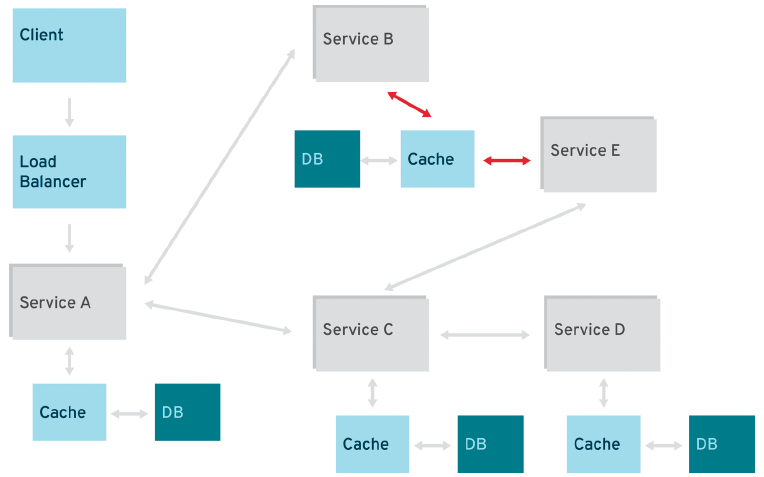 Client
Service B
Load
Balancer
DB
Cache
Service E
Service A
Service C
Service D
Cache
DB
Cache
DB
Cache
DB